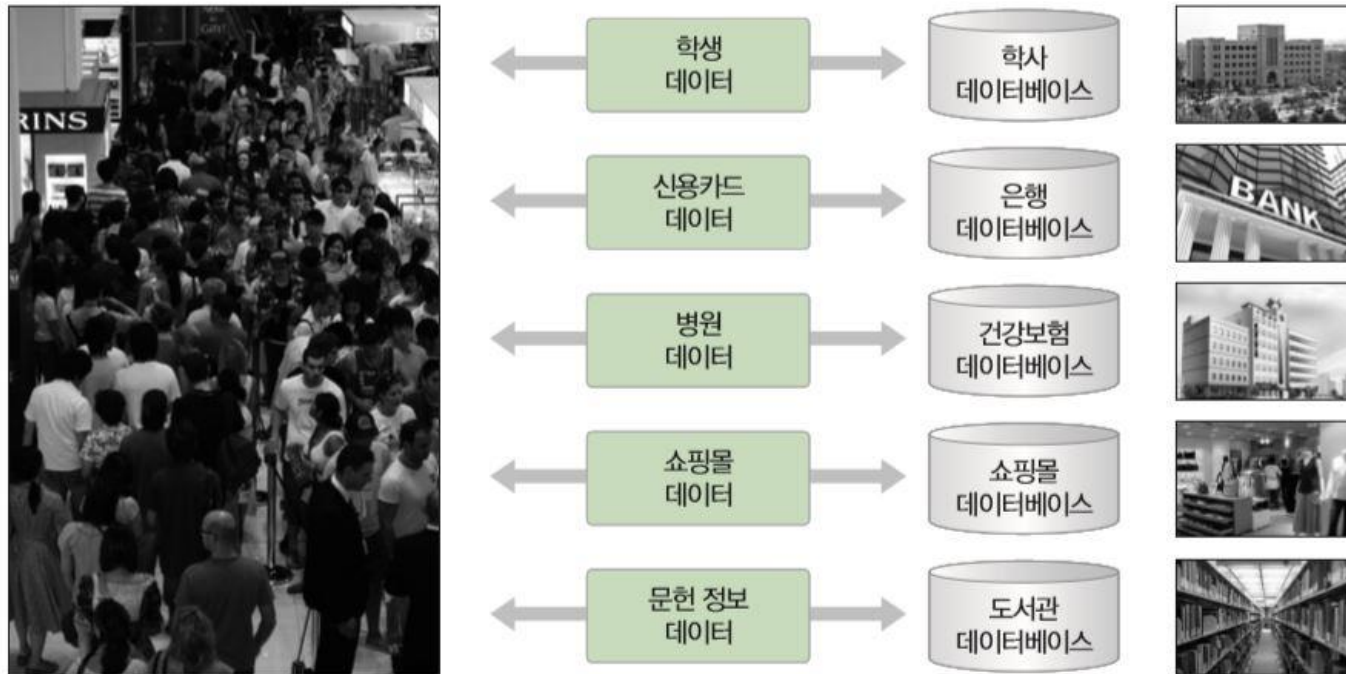 RINS
학생
데이터
학사
데이터베이스
신용카드
데이터
은행
데이터베이스
BANK
병원
데이터
건강보험
데이터베이스
쇼핑몰
데이터
쇼핑몰
데이터베이스
문헌 정보
데이터
도서관
데이터베이스